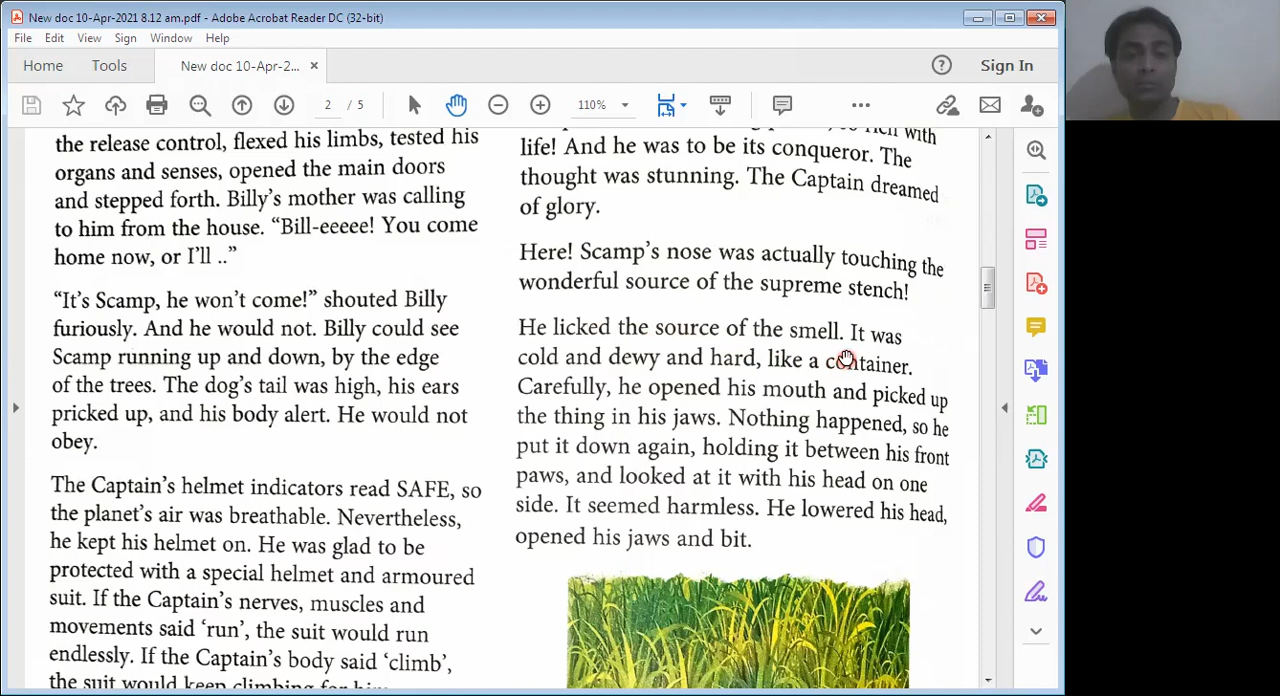 New doc 10-Apr-2021 8.12 am.pdf - Adobe Acrobat Reader DC (32-bit)
File Edit View Sign Window Help
Home Tools New doc 10-Apr-2... × Sign In
2 / 5 110%
the release control, flexed his limbs, tested his
organs and senses, opened the main doors
and stepped forth. Billy’s mother was calling
to him from the house. “Bill-eeeee! You come
home now, or I’ll ..”
“It’s Scamp, he won’t come!” shouted Billy
furiously. And he would not. Billy could see
Scamp running up and down, by the edge
of the trees. The dog’s tail was high, his ears
pricked up, and his body alert. He would not
obey.
The Captain’s helmet indicators read SAFE, so
the planet’s air was breathable. Nevertheless,
he kept his helmet on. He was glad to be
protected with a special helmet and armoured
suit. If the Captain’s nerves, muscles and
movements said ‘run’, the suit would run
endlessly. If the Captain’s body said ‘climb’,
the suit would keep climbing for him
rich with
life! And he was to be its conqueror. The
thought was stunning. The Captain dreamed
of glory.
Here! Scamp’s nose was actually touching the
wonderful source of the supreme stench!
He licked the source of the smell. It was
cold and dewy and hard, like a container.
Carefully, he opened his mouth and picked up
the thing in his jaws. Nothing happened, so he
put it down again, holding it between his front
paws, and looked at it with his head on one
side. It seemed harmless. He lowered his head,
opened his jaws and bit.